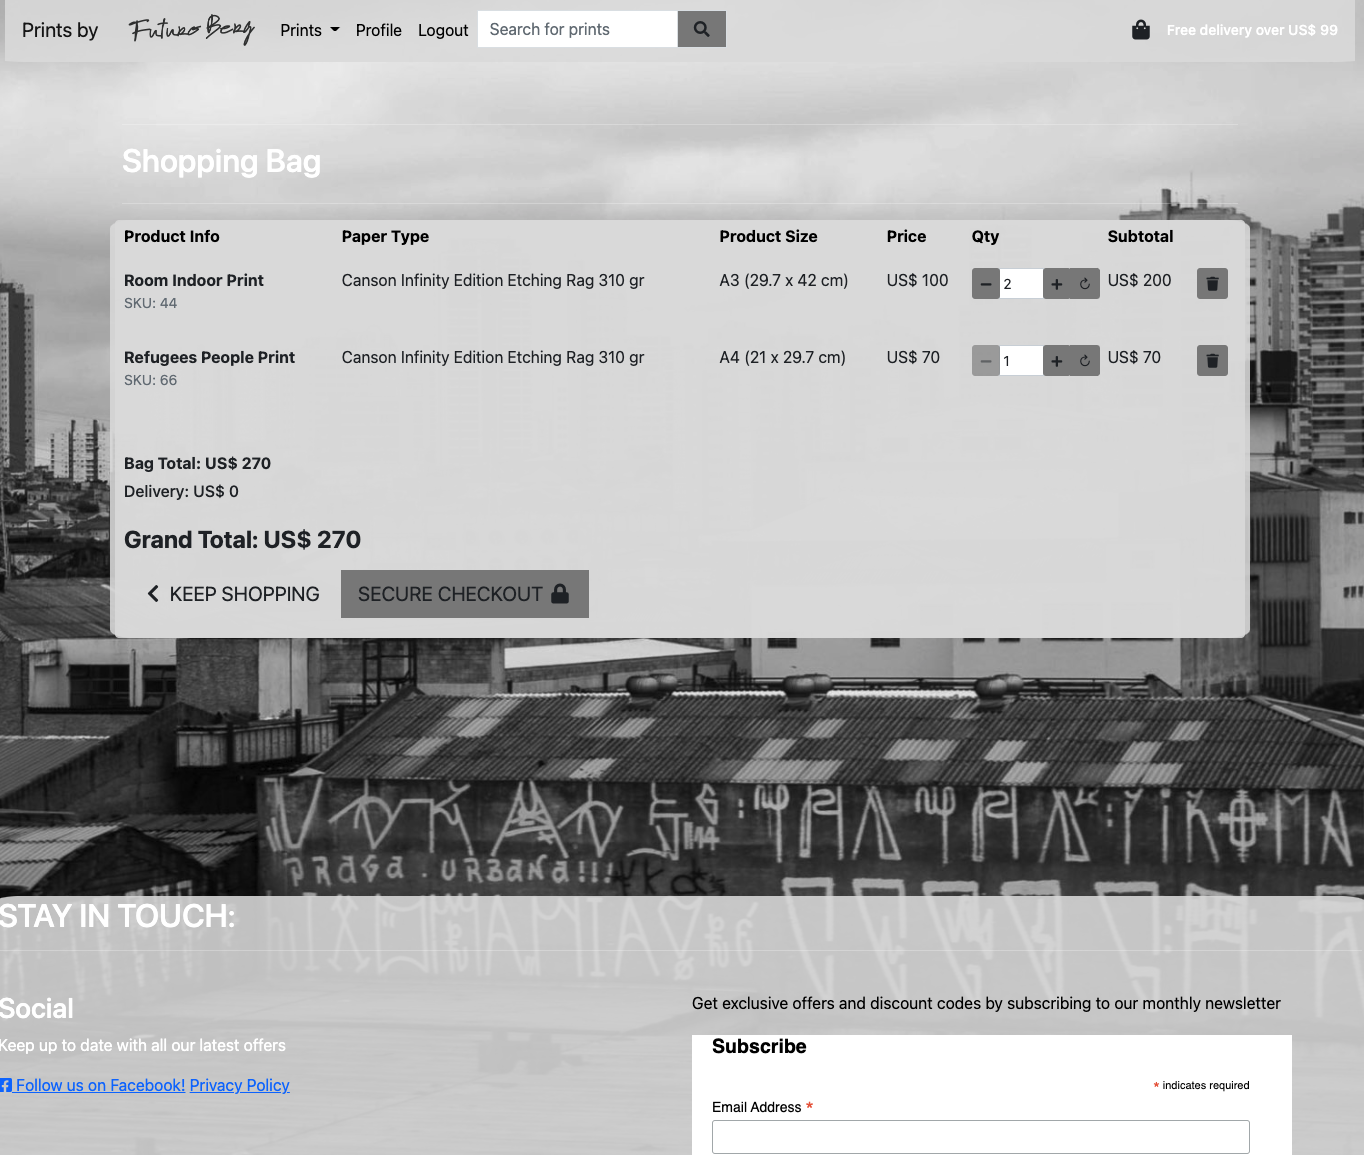 Prints by Futuro Berg Prints Profile Logout Search for prints Free delivery over US$ 99
Shopping Bag
Product Info Paper Type Product Size Price Qty Subtotal
Room Indoor Print Canson Infinity Edition Etching Rag 310 gr A3 (29.7 x 42 cm) US$ 100 2 US$ 200
SKU: 44
Refugees People Print Canson Infinity Edition Etching Rag 310 gr A4 (21 x 29.7 cm) US$ 70 1 US$ 70
SKU: 66
Bag Total: US$ 270
Delivery: US$ 0
Grand Total: US$ 270
KEEP SHOPPING SECURE CHECKOUT
PRAGA. URBANA!!!
STAY IN TOUCH:
Social
Keep up to date with all our latest offers
Follow us on Facebook! Privacy Policy
Get exclusive offers and discount codes by subscribing to our monthly newsletter
Subscribe
* indicates required
Email Address *